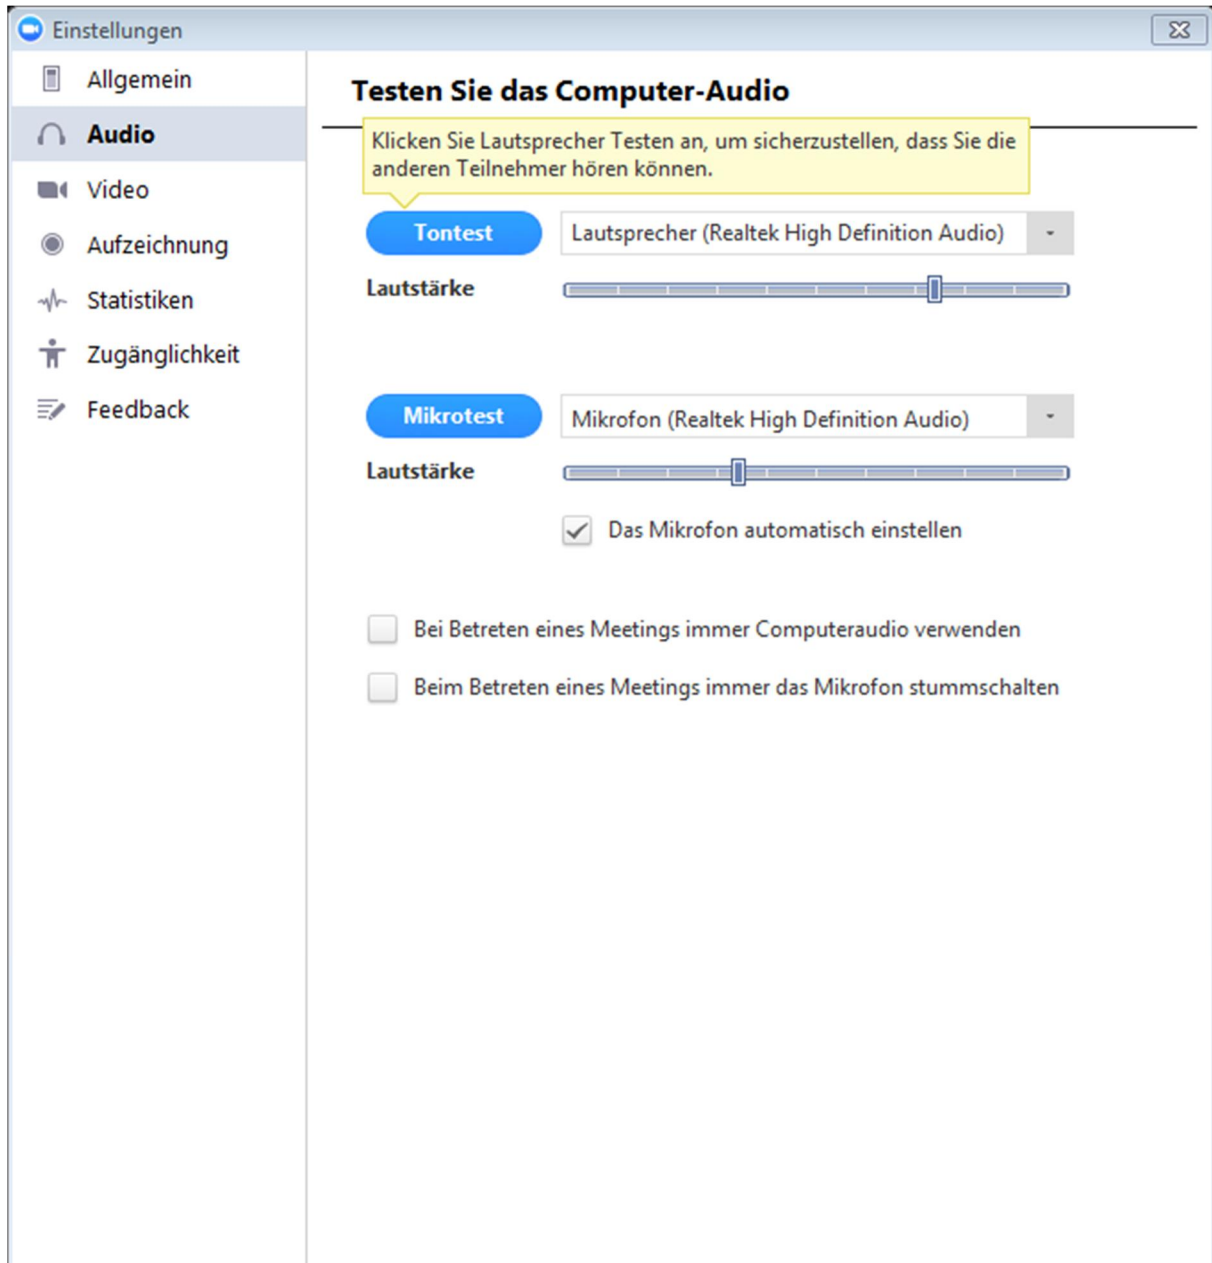 Einstellungen
Allgemein
Audio
Video
Aufzeichnung
Statistiken
Zugänglichkeit
Feedback
Testen Sie das Computer-Audio
Klicken Sie Lautsprecher Testen an, um sicherzustellen, dass Sie die
anderen Teilnehmer hören können.
Tontest
Lautsprecher (Realtek High Definition Audio)
Lautstärke
Mikrotest
Mikrofon (Realtek High Definition Audio)
Lautstärke
Das Mikrofon automatisch einstellen
Bei Betreten eines Meetings immer Computeraudio verwenden
Beim Betreten eines Meetings immer das Mikrofon stummschalten